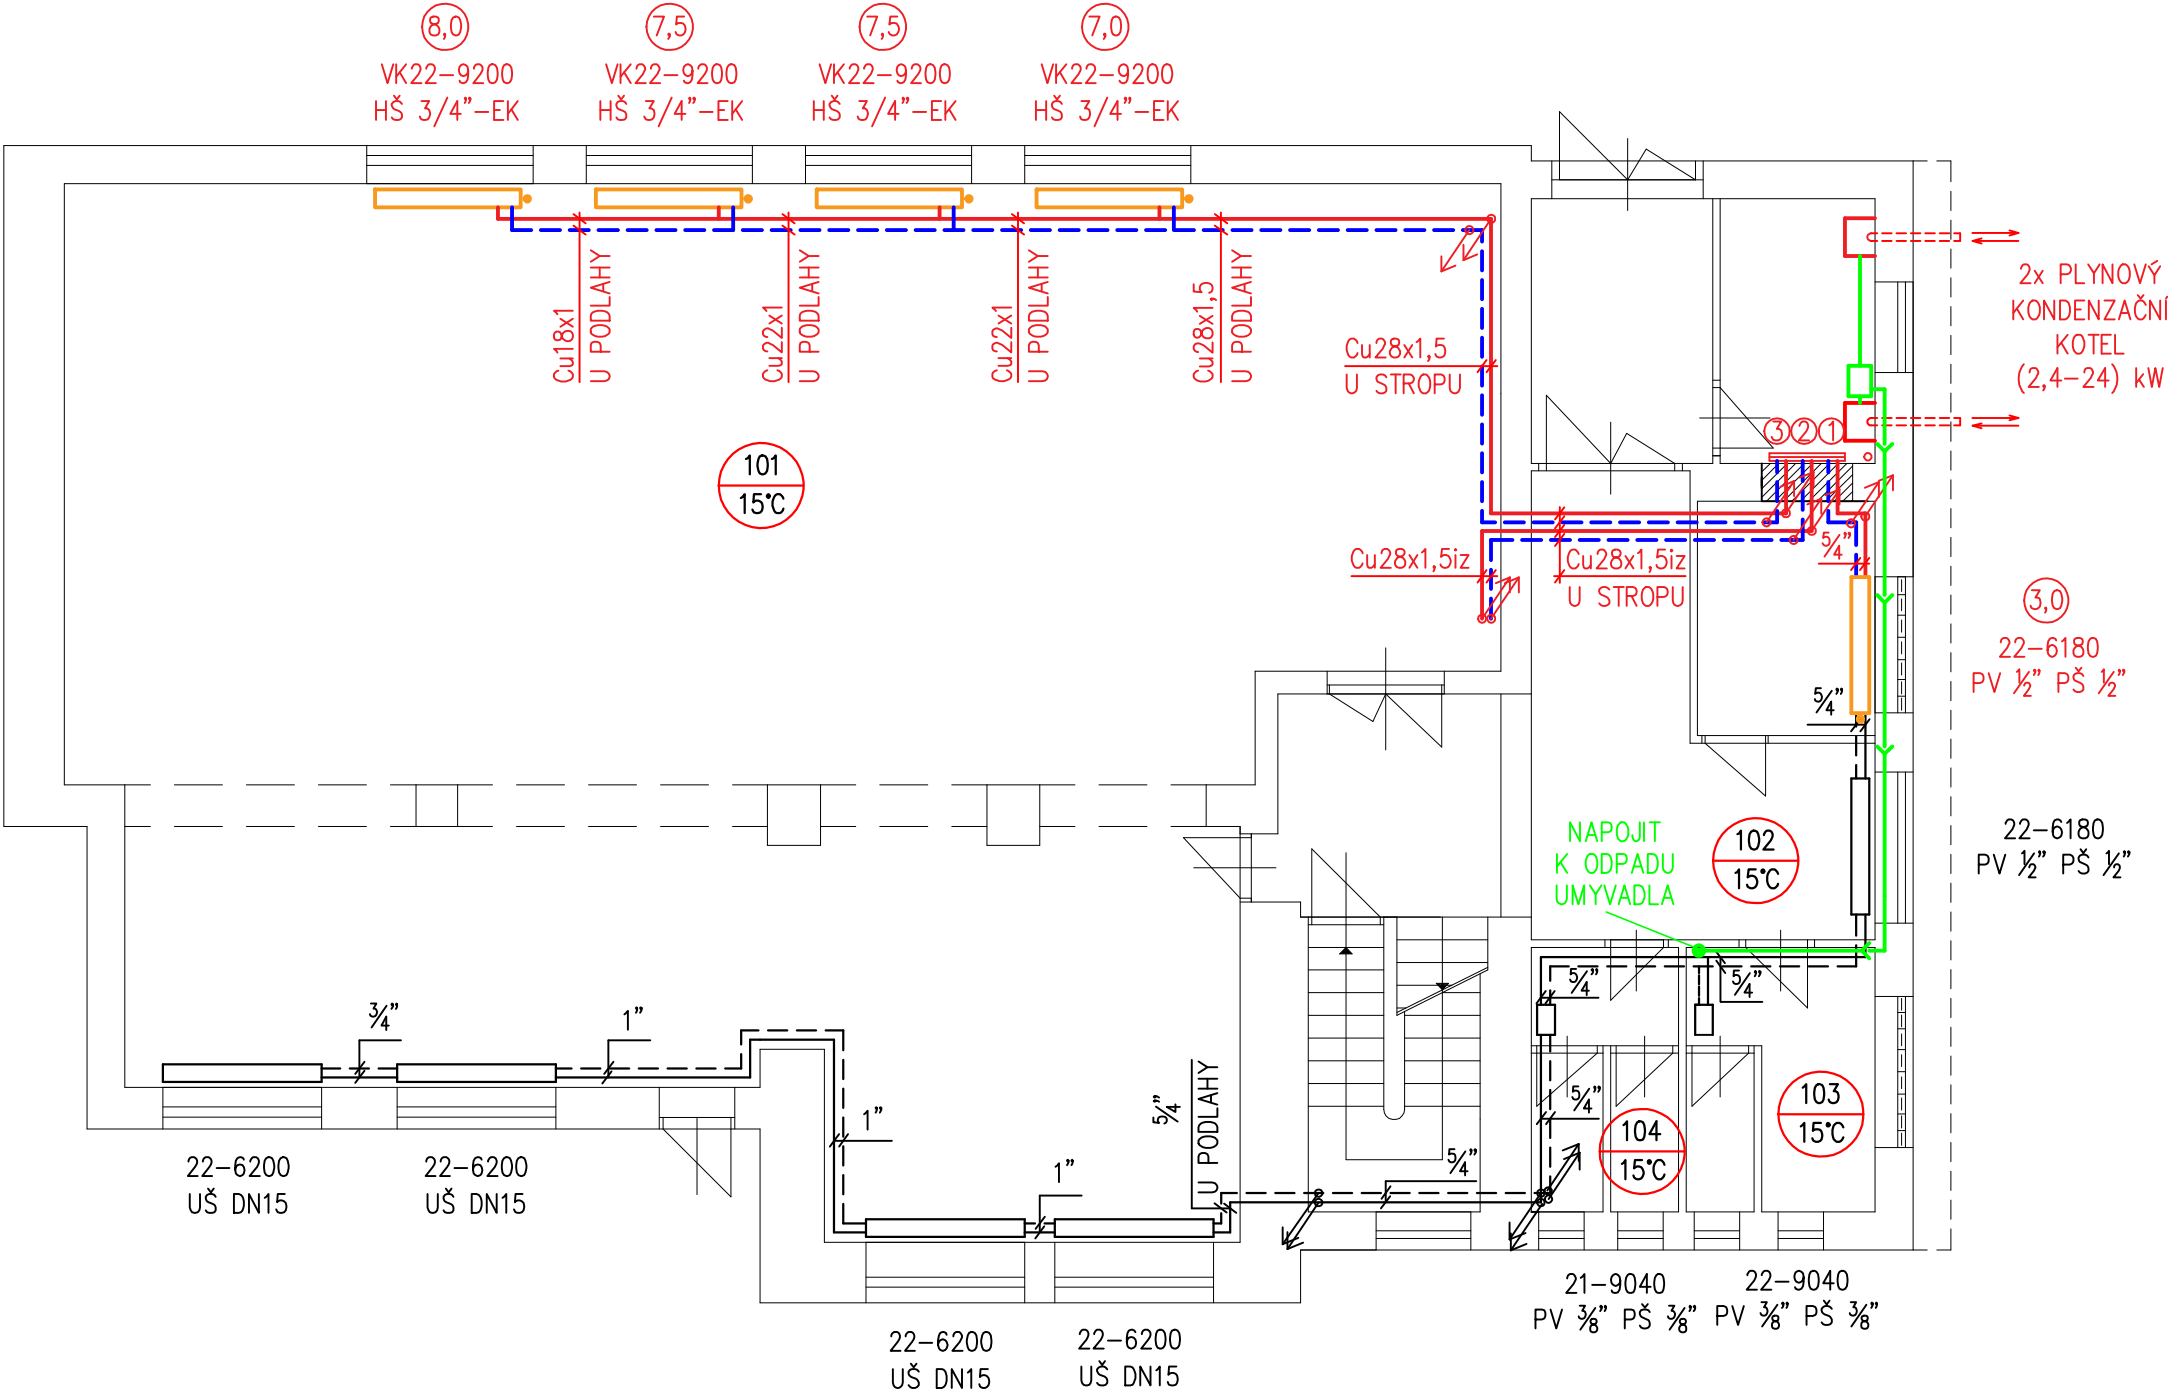 8,0
VK22-9200
HŠ 3/4”-EK
7,5
VK22-9200
HŠ 3/4”-EK
7,5
VK22-9200
HŠ 3/4”-EK
7,0
VK22-9200
HŠ 3/4”-EK
Cu18x1
U PODLAHY
Cu22x1
U PODLAHY
Cu22x1
U PODLAHY
Cu28x1,5
U PODLAHY
Cu28x1,5
U STROPU
2x PLYNOVÝ
KONDENZAČNÍ
KOTEL
(2,4-24) kW
3 2 1
101
15°C
Cu28x1,5iz
Cu28x1,5iz
U STROPU
5/4”
3,0
22-6180
PV 1/2” PŠ 1/2”
5/4”
NAPOJIT
K ODPADU
UMYVADLA
102
15°C
22-6180
PV 1/2” PŠ 1/2”
5/4”
5/4”
3/4”
1”
1”
5/4”
U PODLAHY
1”
5/4”
5/4”
104
15°C
103
15°C
22-6200
UŠ DN15
22-6200
UŠ DN15
22-6200
UŠ DN15
22-6200
UŠ DN15
21-9040
PV 3/8” PŠ 3/8”
22-9040
PV 3/8” PŠ 3/8”